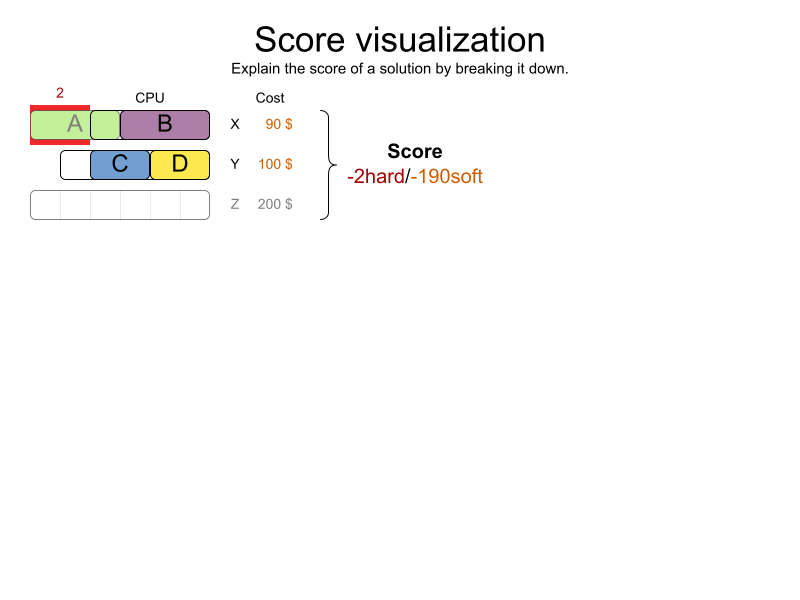 Score visualization
Explain the score of a solution by breaking it down.
2
CPU
Cost
A
B
X
90 $
C
D
Y
100 $
Z
200 $
Score
-2hard/-190soft